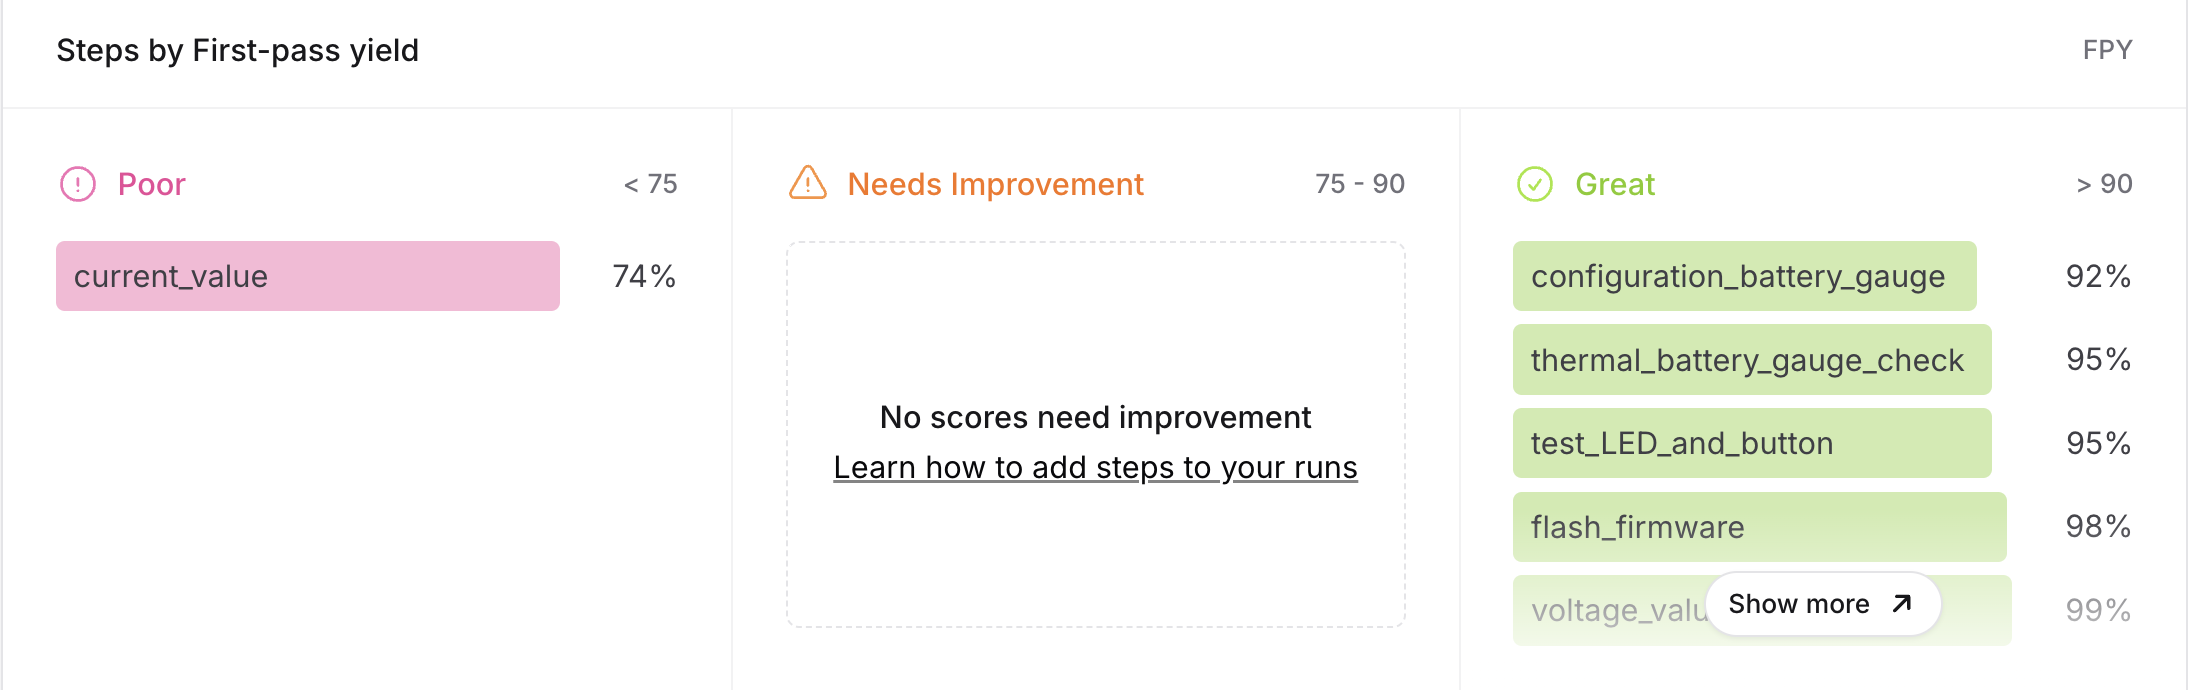 Steps by First-pass yield
FPY
Poor
< 75
current_value
74%
Needs Improvement
75 - 90
No scores need improvement
Learn how to add steps to your runs
Great
> 90
configuration_battery_gauge
92%
thermal_battery_gauge_check
95%
test_LED_and_button
95%
flash_firmware
98%
voltage_valu
99%
Show more